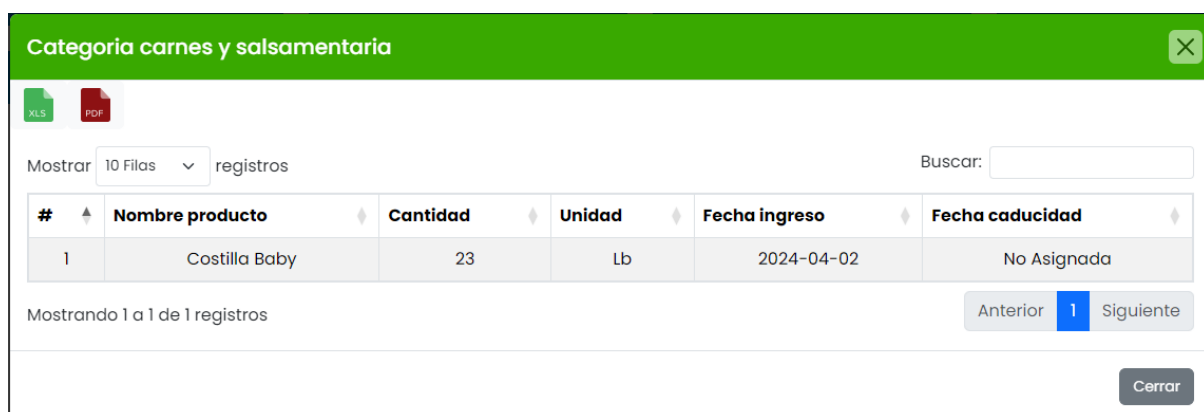 Categoria carnes y salsamentaria
XLS PDF
Mostrar 10 Filas registros Buscar:
# Nombre producto Cantidad Unidad Fecha ingreso Fecha caducidad
1 Costilla Baby 23 Lb 2024-04-02 No Asignada
Mostrando 1 a 1 de 1 registros Anterior 1 Siguiente
Cerrar